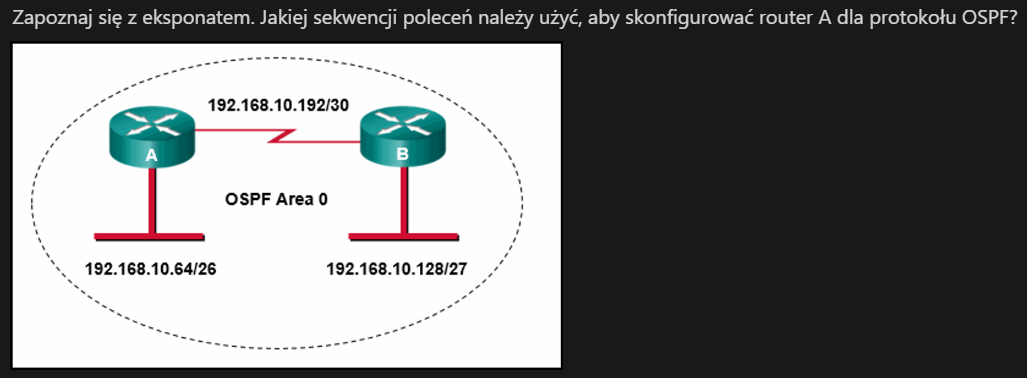 Zapoznaj się z eksponatem. Jakiej sekwencji poleceń należy użyć, aby skonfigurować router A dla protokołu OSPF?
192.168.10.192/30
A
B
OSPF Area 0
192.168.10.64/26
192.168.10.128/27